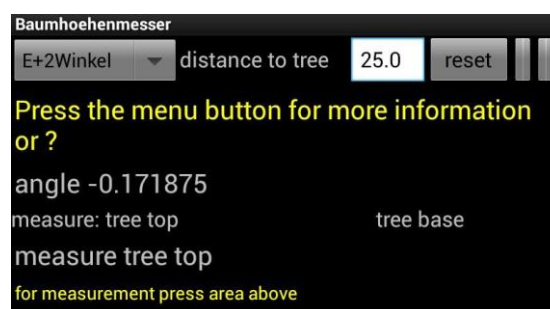 Baumhoehenmesser
E+2Winkel distance to tree 25.0 reset
Press the menu button for more information
or ?
angle -0.171875
measure: tree top tree base
measure tree top
for measurement press area above